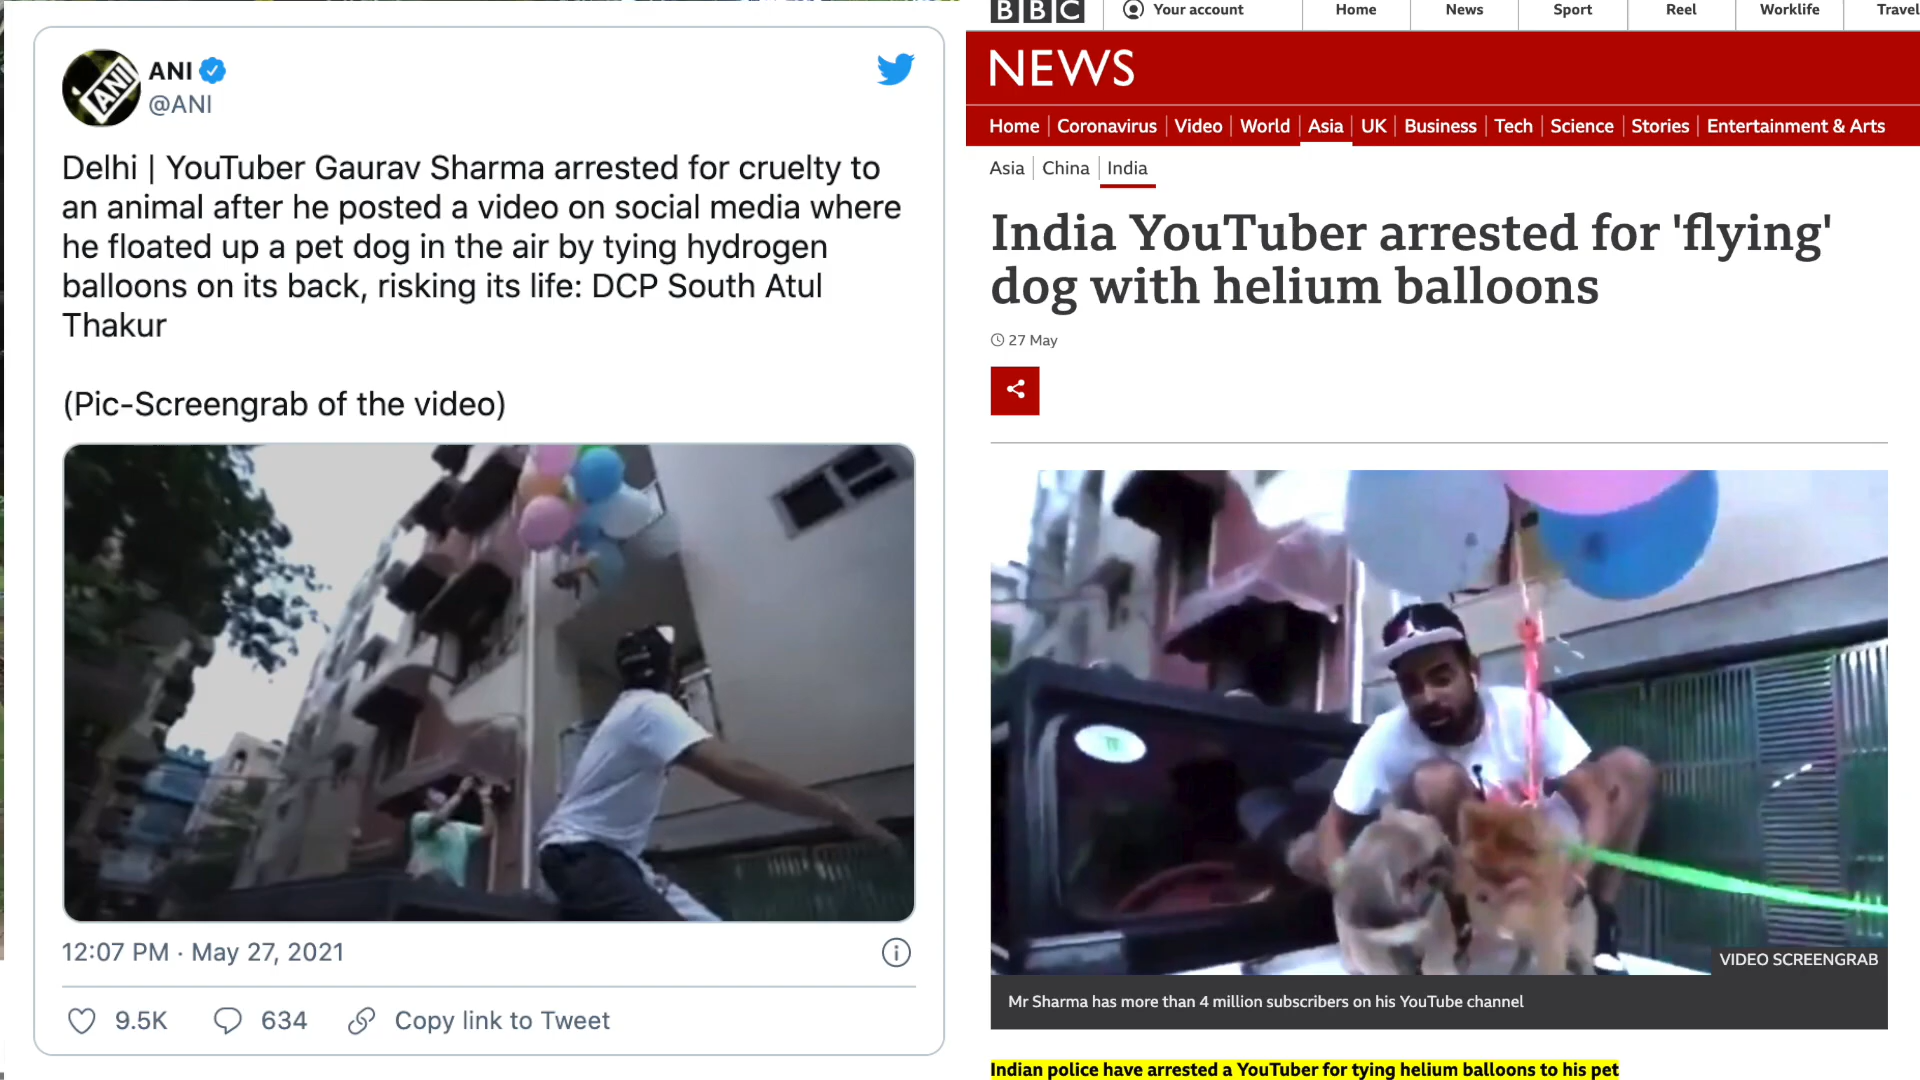 ANI
@ANI
Delhi | YouTuber Gaurav Sharma arrested for cruelty to
an animal after he posted a video on social media where
he floated up a pet dog in the air by tying hydrogen
balloons on its back, risking its life: DCP South Atul
Thakur
(Pic-Screengrab of the video)
12:07 PM · May 27, 2021
9.5K 634 Copy link to Tweet
BBC Your account Home News Sport Reel Worklife Travel
NEWS
Home Coronavirus Video World Asia UK Business Tech Science Stories Entertainment & Arts
Asia China India
India YouTuber arrested for 'flying'
dog with helium balloons
27 May
VIDEO SCREENGRAB
Mr Sharma has more than 4 million subscribers on his YouTube channel
Indian police have arrested a YouTuber for tying helium balloons to his pet